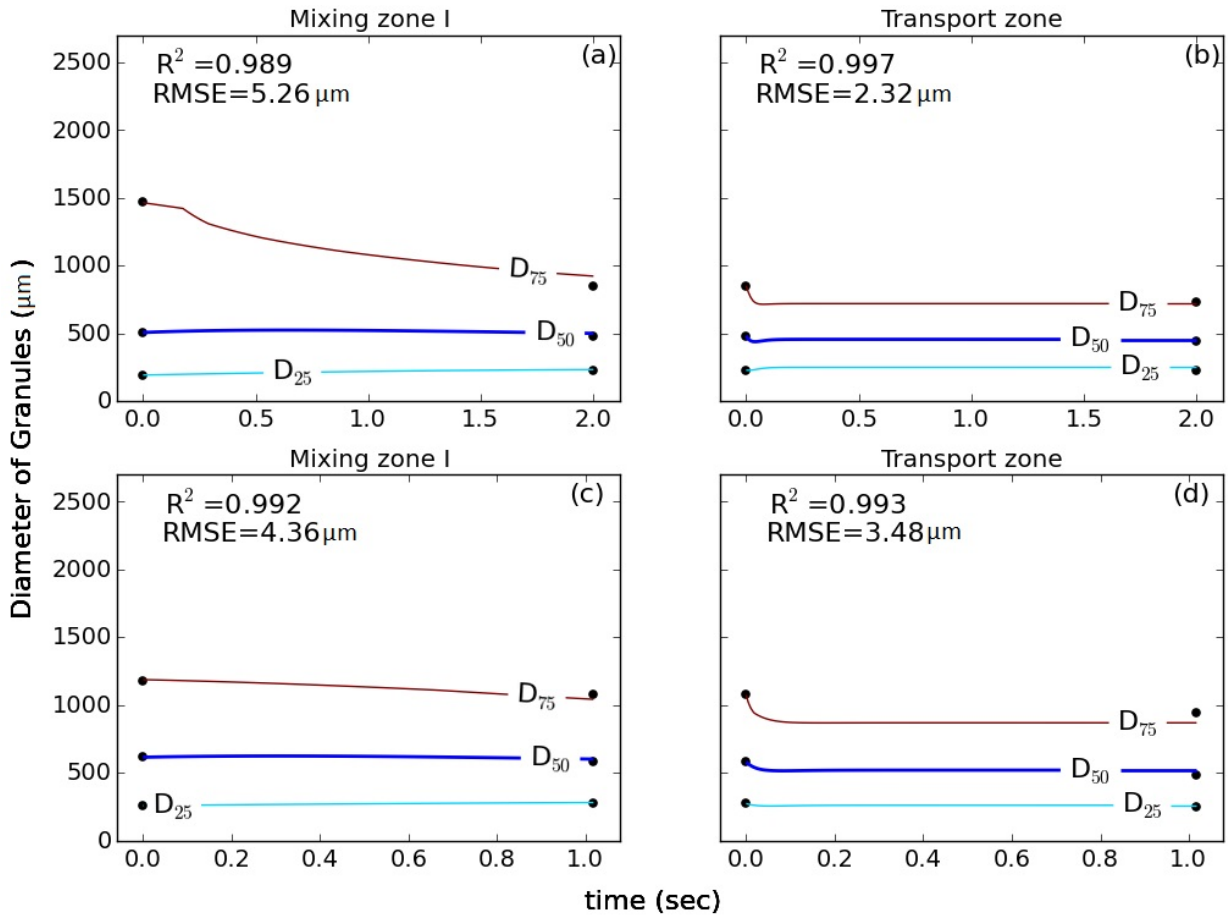 Mixing zone I
(a)
R² =0.989
RMSE=5.26 μm
2500
2000
1500
1000
500
0
D₇₅
D₅₀
D₂₅
0.0 0.5 1.0 1.5 2.0
Transport zone
(b)
R² =0.997
RMSE=2.32 μm
D₇₅
D₅₀
D₂₅
0.0 0.5 1.0 1.5 2.0
Diameter of Granules (μm)
Mixing zone I
(c)
R² =0.992
RMSE=4.36 μm
2500
2000
1500
1000
500
0
D₇₅
D₅₀
D₂₅
0.0 0.2 0.4 0.6 0.8 1.0
Transport zone
(d)
R² =0.993
RMSE=3.48 μm
D₇₅
D₅₀
D₂₅
0.0 0.2 0.4 0.6 0.8 1.0
time (sec)